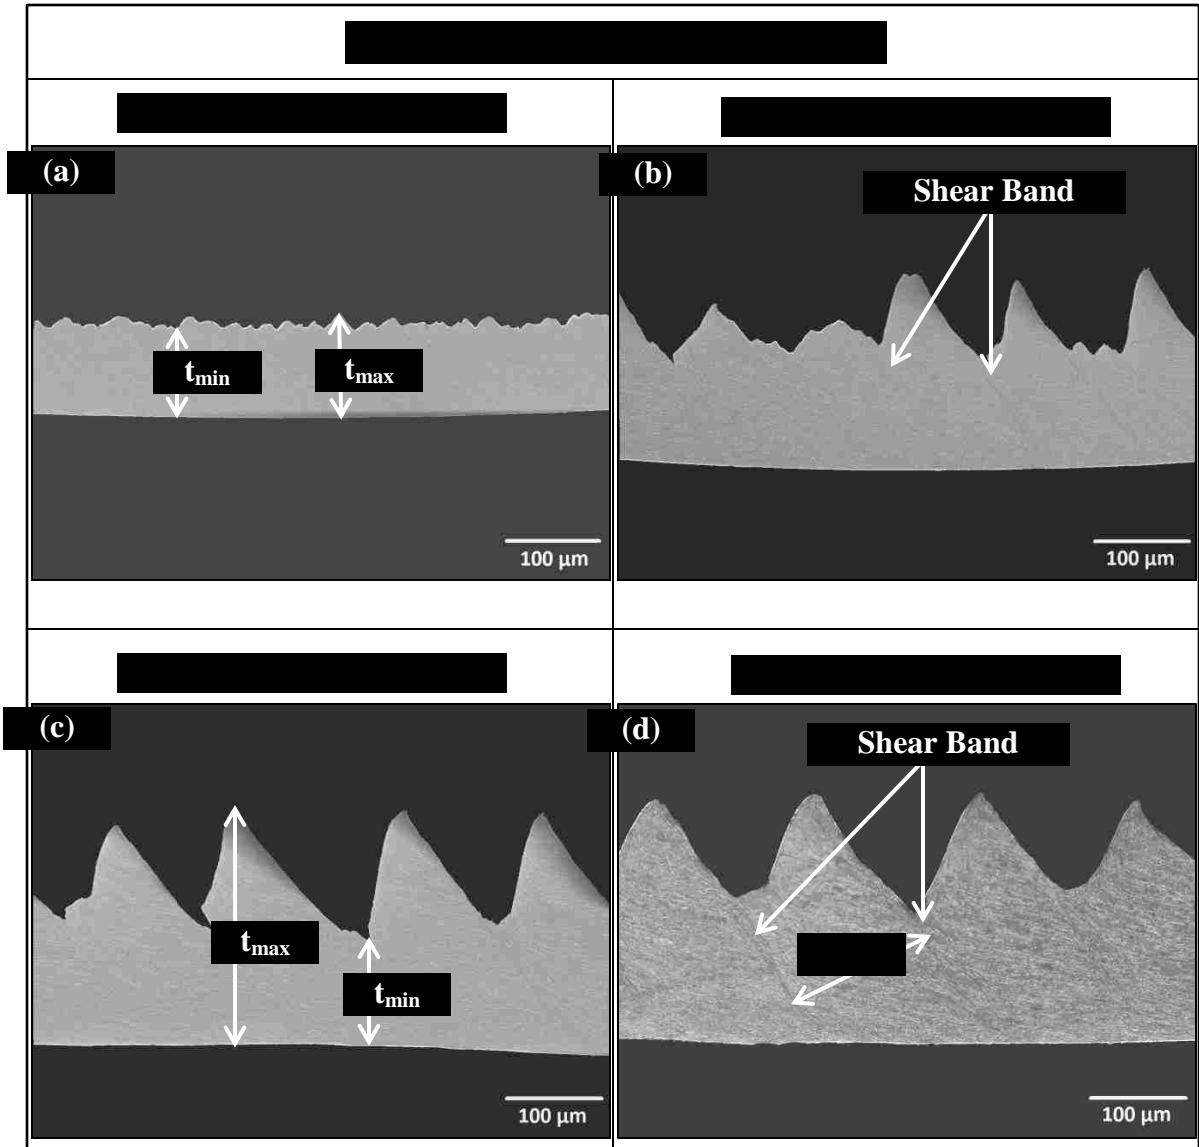 (a)
(b)
Shear Band
t_min
t_max
100 µm
100 µm
(c)
(d)
Shear Band
t_max
t_min
100 µm
100 µm